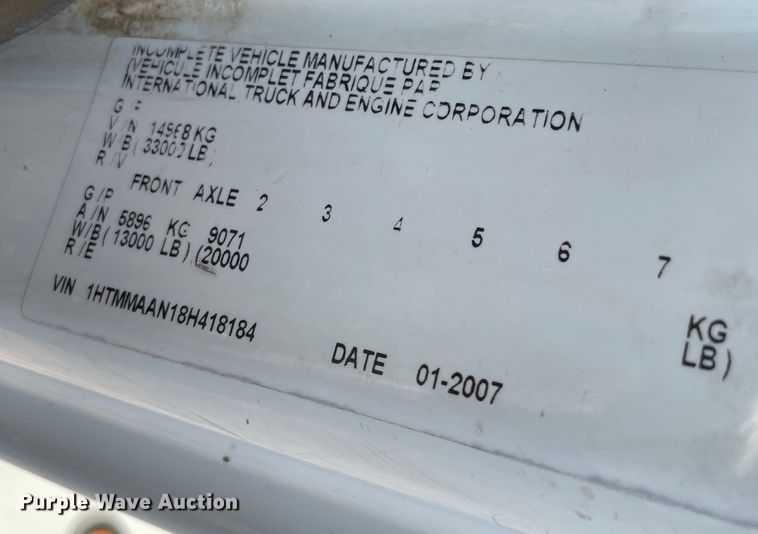 INCOMPLETE VEHICLE MANUFACTURED BY
(VEHICULE INCOMPLET FABRIQUE PAR
INTERNATIONAL TRUCK AND ENGINE CORPORATION
G/P
V/N 14968 KG
W/B (33000 LB)
R/V
FRONT AXLE 2 3 4 5 6 7
G/P
A/N 5896 KG 9071 KG
W/B (13000 LB) (20000 LB)
R/E
VIN 1HTMMAAN18H418184
DATE 01-2007
Purple Wave Auction